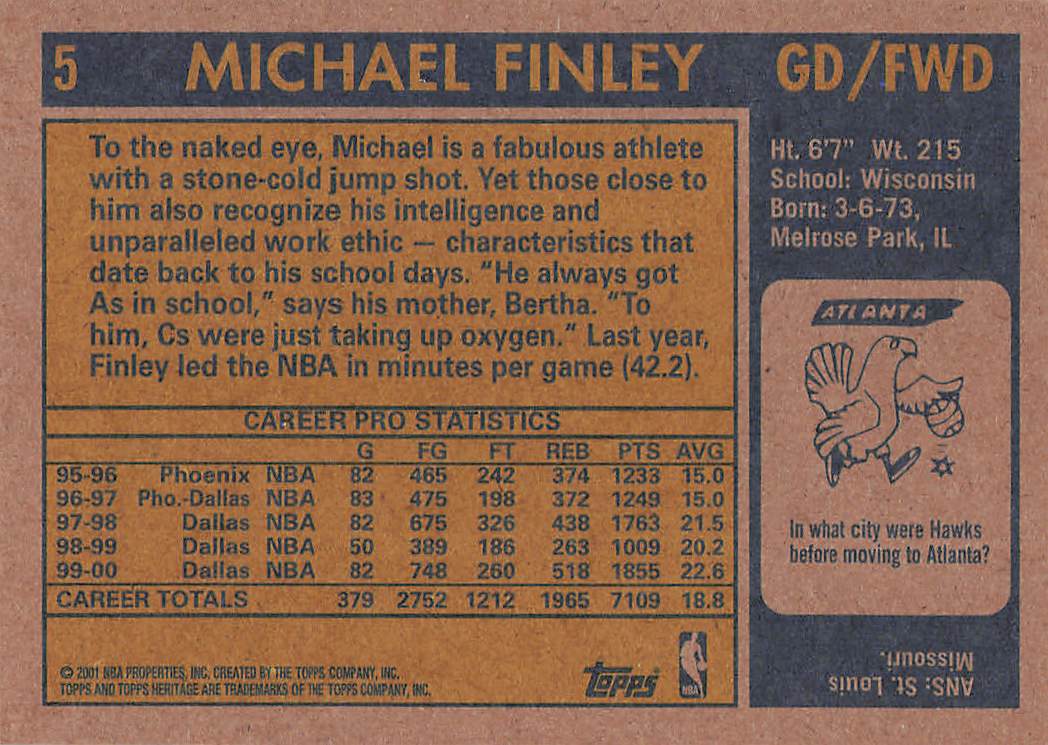 5 MICHAEL FINLEY GD/FWD
To the naked eye, Michael is a fabulous athlete
with a stone-cold jump shot. Yet those close to
him also recognize his intelligence and
unparalleled work ethic — characteristics that
date back to his school days. "He always got
As in school," says his mother, Bertha. "To
him, Cs were just taking up oxygen." Last year,
Finley led the NBA in minutes per game (42.2).
CAREER PRO STATISTICS
G FG FT REB PTS AVG
95-96 Phoenix NBA 82 465 242 374 1233 15.0
96-97 Pho.-Dallas NBA 83 475 198 372 1249 15.0
97-98 Dallas NBA 82 675 326 438 1763 21.5
98-99 Dallas NBA 50 389 186 263 1009 20.2
99-00 Dallas NBA 82 748 260 518 1855 22.6
CAREER TOTALS 379 2752 1212 1965 7109 18.8
© 2001 NBA PROPERTIES, INC. CREATED BY THE TOPPS COMPANY, INC.
TOPPS AND TOPPS HERITAGE ARE TRADEMARKS OF THE TOPPS COMPANY, INC.
topps
NBA
Ht. 6'7" Wt. 215
School: Wisconsin
Born: 3-6-73,
Melrose Park, IL
ATLANTA
In what city were Hawks
before moving to Atlanta?
ANS: St. Louis
Missouri.